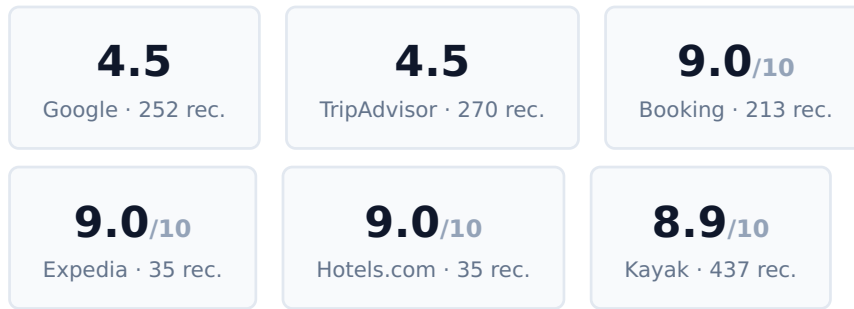 4.5
Google · 252 rec.
4.5
TripAdvisor · 270 rec.
9.0/10
Booking · 213 rec.
9.0/10
Expedia · 35 rec.
9.0/10
Hotels.com · 35 rec.
8.9/10
Kayak · 437 rec.